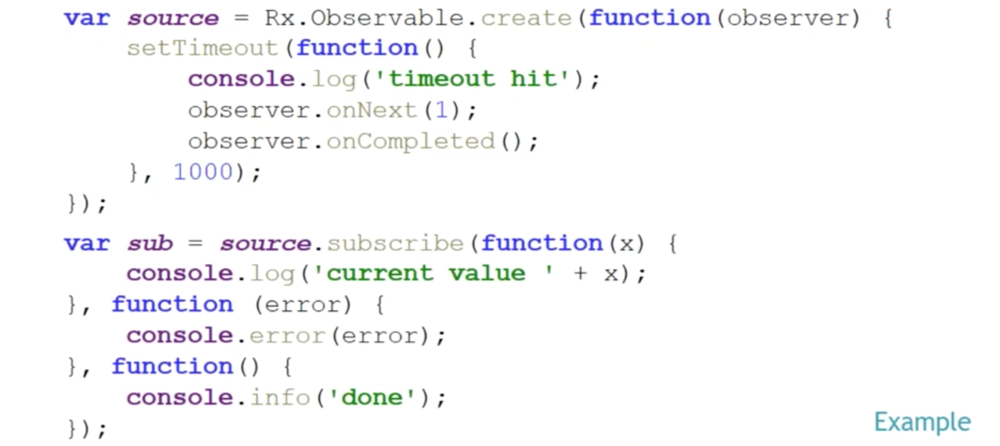 var source = Rx.Observable.create(function(observer) {
    setTimeout(function() {
        console.log('timeout hit');
        observer.onNext(1);
        observer.onCompleted();
    }, 1000);
});
var sub = source.subscribe(function(x) {
    console.log('current value ' + x);
}, function (error) {
    console.error(error);
}, function() {
    console.info('done');
});
Example